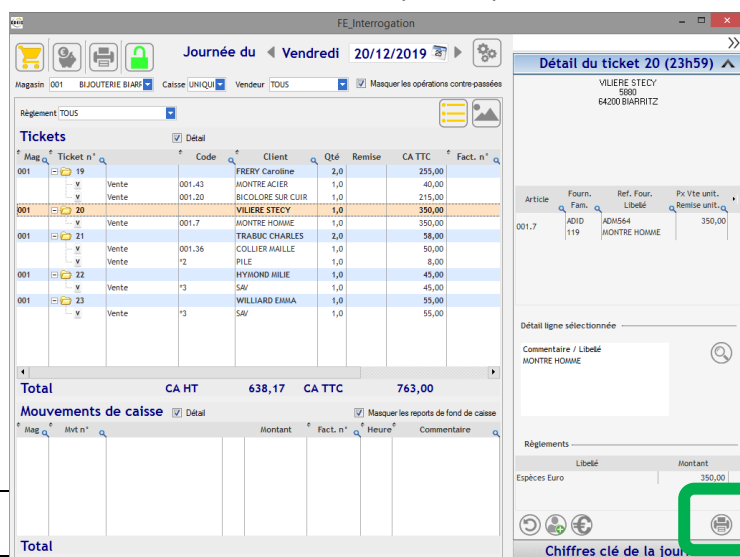 FE_Interrogation
Journée du Vendredi 20/12/2019
Magasin 001 BIJOUTERIE BIARR Caisse UNIQUI Vendeur TOUS Masquer les opérations contre-passées
Règlement TOUS
Tickets Détail
Mag Ticket n° Code Client Qté Remise CA TTC Fact. n°
001 19 FRERY Caroline 2,0 255,00
V Vente 001.43 MONTRE ACIER 1,0 40,00
V Vente 001.20 BICOLORE SUR CUIR 1,0 215,00
001 20 VILIERE STECY 1,0 350,00
V Vente 001.7 MONTRE HOMME 1,0 350,00
001 21 TRABUC CHARLES 2,0 58,00
V Vente 001.36 COLLIER MAILLE 1,0 50,00
V Vente *2 PILE 1,0 8,00
001 22 HYMOND MILIE 1,0 45,00
V Vente *3 SAV 1,0 45,00
001 23 WILLIARD EMMA 1,0 55,00
V Vente *3 SAV 1,0 55,00
Total CA HT 638,17 CA TTC 763,00
Mouvements de caisse Détail Masquer les reports de fond de caisse
Mag Mvt n° Montant Fact. n° Heure Commentaire
Total
Détail du ticket 20 (23h59)
VILIERE STECY
5880
64200 BIARRITZ
Article Fourn. Ref. Four. Px Vte unit.
Fam. Libellé Remise unit.
001.7 ADID ADM564 350,00
119 MONTRE HOMME
Détail ligne sélectionnée
Commentaire / Libellé
MONTRE HOMME
Règlements
Libellé Montant
Espèces Euro 350,00
Chiffres clé de la jour